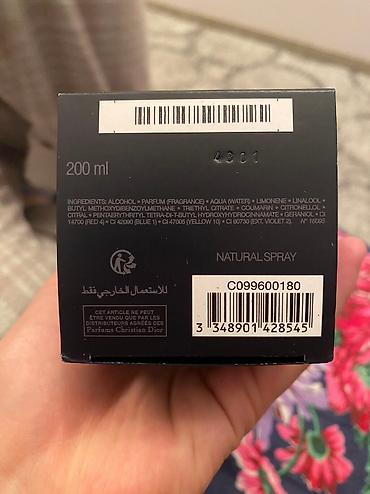 4301
200 ml
INGREDIENTS: ALCOHOL • PARFUM (FRAGRANCE) • AQUA (WATER) • LIMONENE • LINALOOL •
BUTYL METHOXYDIBENZOYLMETHANE • TRIETHYL CITRATE • COUMARIN • CITRONELLOL •
CITRAL • PENTAERYTHRITYL TETRA-DI-T-BUTYL HYDROXYHYDROCINNAMATE • GERANIOL • CI
14700 (RED 4) • CI 42090 (BLUE 1) • CI 47005 (YELLOW 10) • CI 60730 (EXT. VIOLET 2). N° 16095
NATURAL SPRAY
للاستعمال الخارجي فقط
C099600180
3 348901 428545
CET ARTICLE NE PEUT
ÊTRE VENDU QUE PAR LES
DISTRIBUTEURS AGRÉÉS DES
Parfums Christian Dior